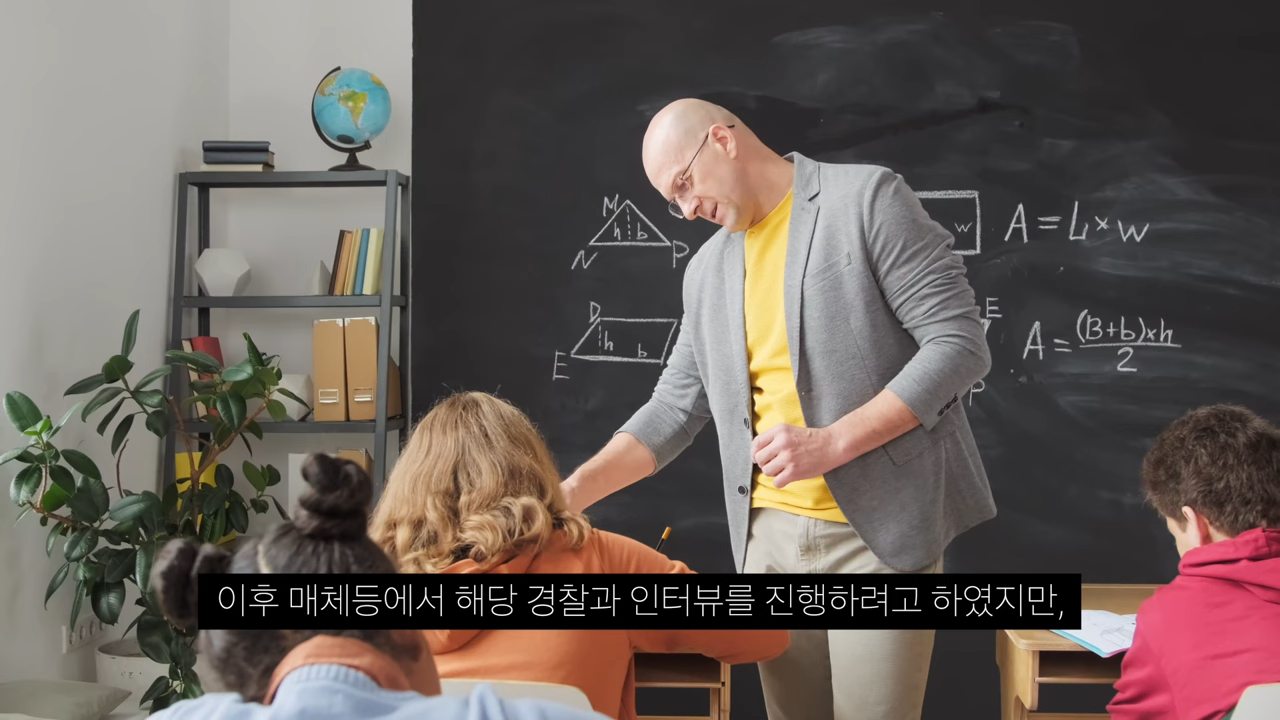 M
h b
N P
w
A = L × w
D
h b
E
E
A = (B+b)×h
2
P
이후 매체등에서 해당 경찰과 인터뷰를 진행하려고 하였지만,